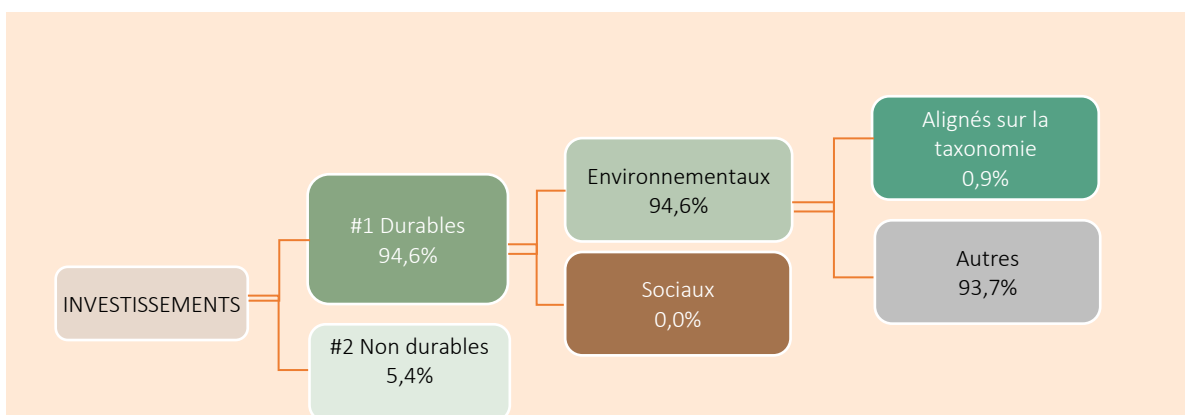 INVESTISSEMENTS
#1 Durables
94,6%
#2 Non durables
5,4%
Environnementaux
94,6%
Sociaux
0,0%
Alignés sur la
taxonomie
0,9%
Autres
93,7%